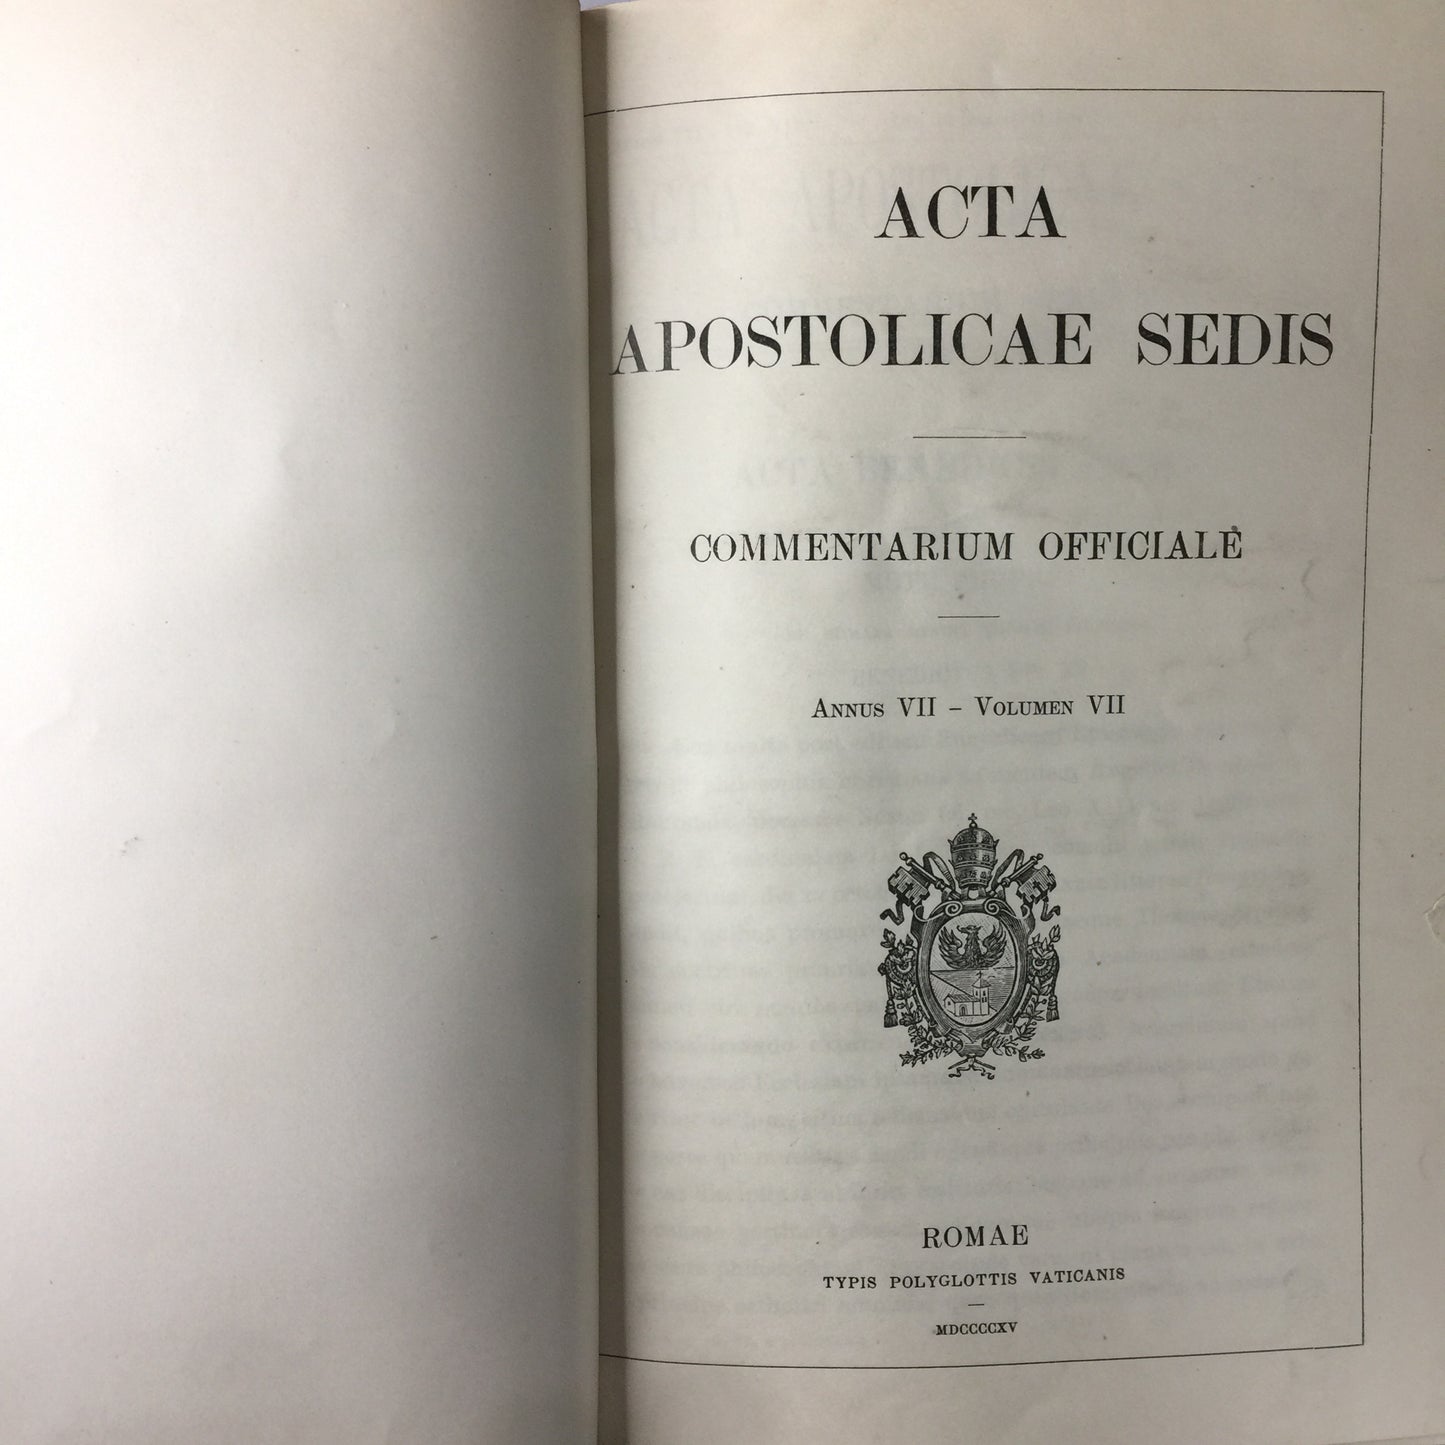 ACTA
APOSTOLICAE SEDIS
COMMENTARIUM OFFICIALE
ANNUS VII – VOLUMEN VII
ROMAE
TYPIS POLYGLOTTIS VATICANIS
MDCCCCXV